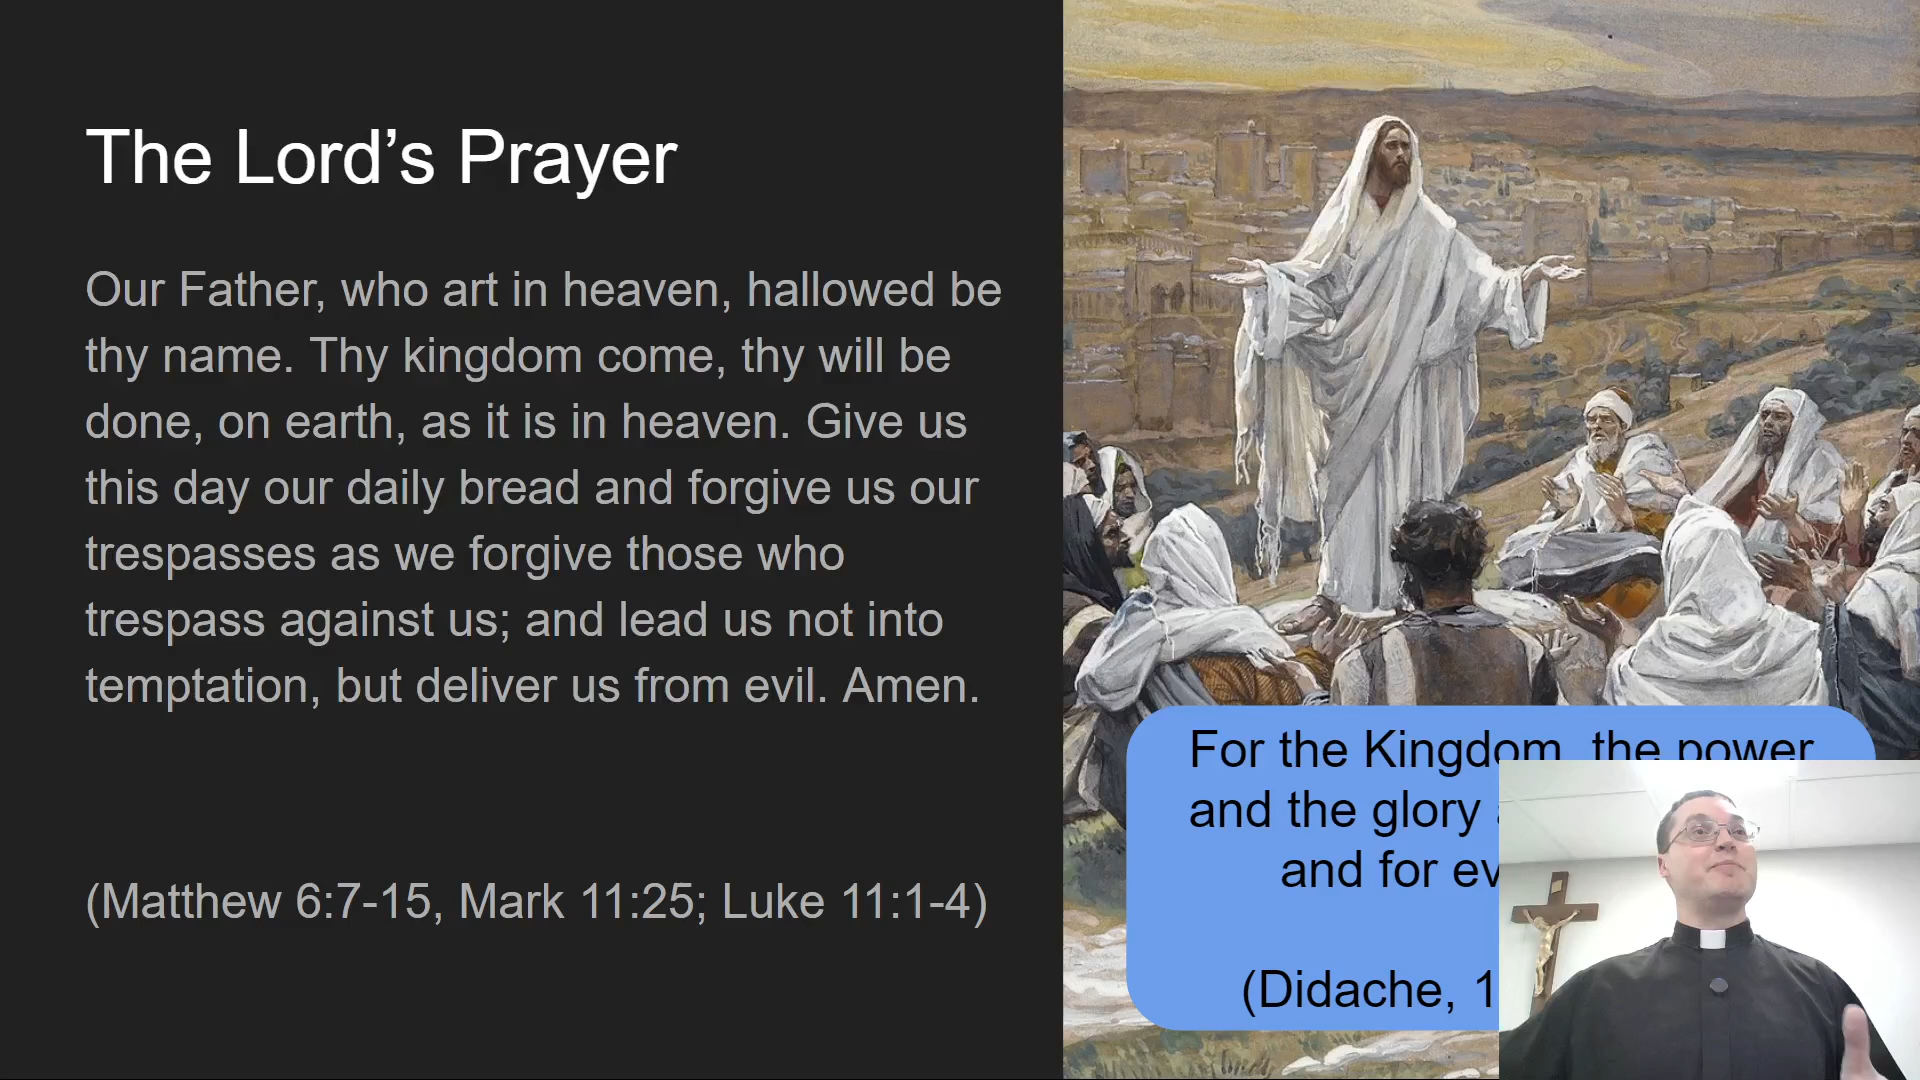 The Lord’s Prayer
Our Father, who art in heaven, hallowed be
thy name. Thy kingdom come, thy will be
done, on earth, as it is in heaven. Give us
this day our daily bread and forgive us our
trespasses as we forgive those who
trespass against us; and lead us not into
temptation, but deliver us from evil. Amen.
(Matthew 6:7-15, Mark 11:25; Luke 11:1-4)
For the Kingdom, the power
and the glory
and for
(Didache,